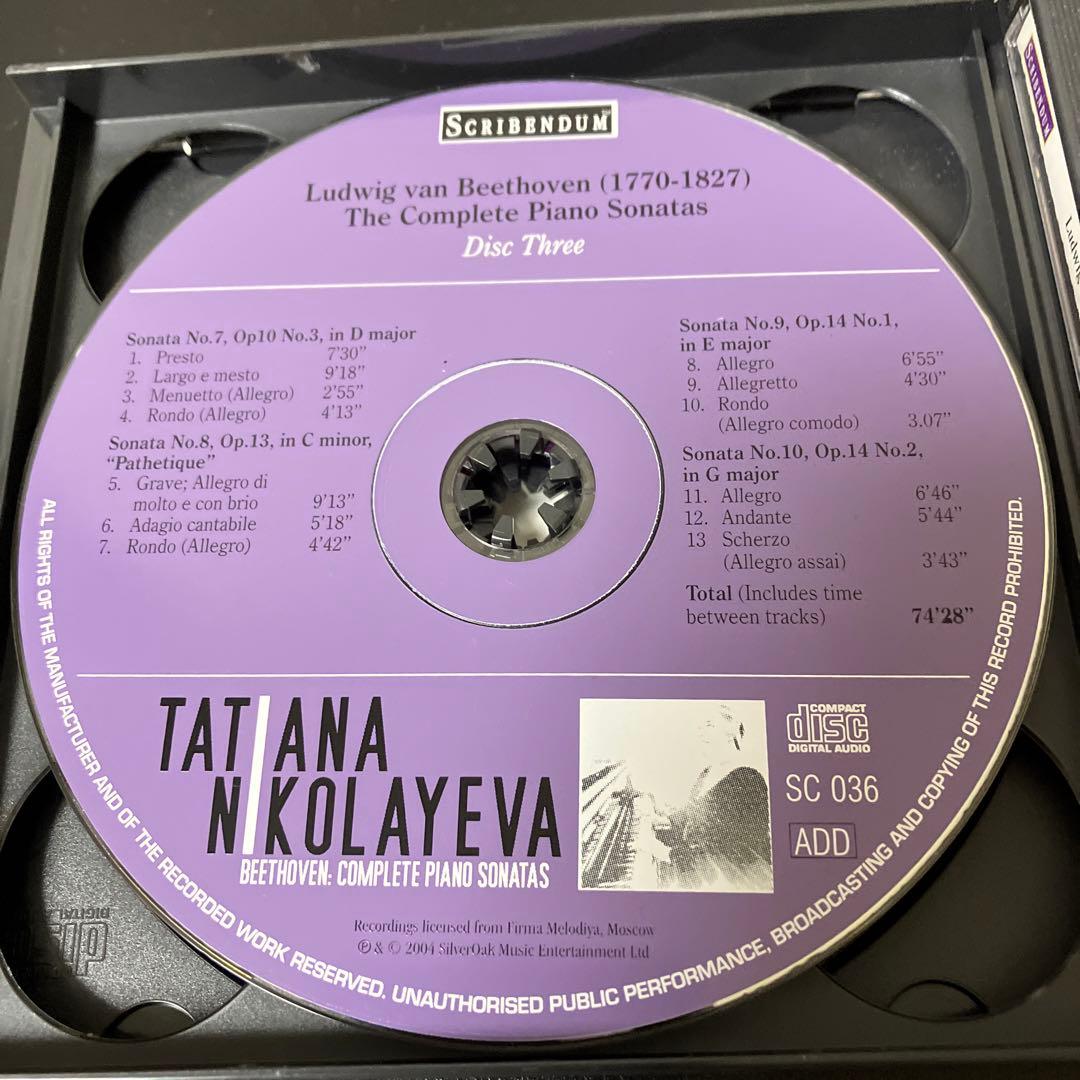 SCRIBENDUM
Ludwig van Beethoven (1770-1827)
The Complete Piano Sonatas
Disc Three
Sonata No.7, Op10 No.3, in D major
1. Presto 7'30"
2. Largo e mesto 9'18"
3. Menuetto (Allegro) 2'55"
4. Rondo (Allegro) 4'13"
Sonata No.8, Op.13, in C minor,
"Pathetique"
5. Grave; Allegro di
molto e con brio 9'13"
6. Adagio cantabile 5'18"
7. Rondo (Allegro) 4'42"
Sonata No.9, Op.14 No.1,
in E major
8. Allegro 6'55"
9. Allegretto 4'30"
10. Rondo
(Allegro comodo) 3.07"
Sonata No.10, Op.14 No.2,
in G major
11. Allegro 6'46"
12. Andante 5'44"
13 Scherzo
(Allegro assai) 3'43"
Total (Includes time
between tracks) 74'28"
TATIANA
NIKOLAYEVA
BEETHOVEN: COMPLETE PIANO SONATAS
COMPACT
disc
DIGITAL AUDIO
SC 036
ADD
Recordings licensed from Firma Melodiya, Moscow
℗ & © 2004 SilverOak Music Entertainment Ltd
ALL RIGHTS OF THE MANUFACTURER AND OF THE RECORDED WORK RESERVED. UNAUTHORISED PUBLIC PERFORMANCE, BROADCASTING AND COPYING OF THIS RECORD PROHIBITED.
SCRIBENDUM
Ludwig